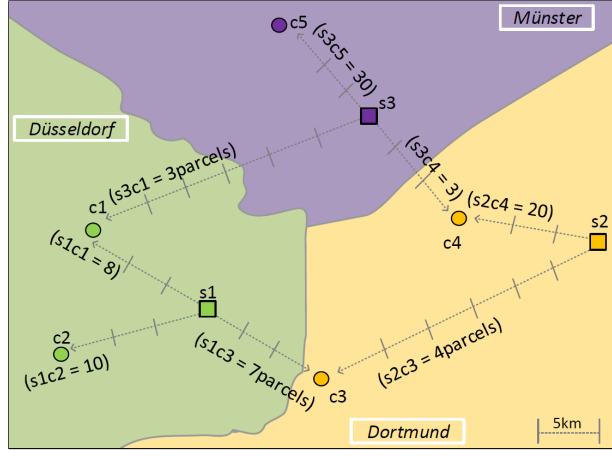 Münster
c5
(s3c5 = 30)
s3
Düsseldorf
(s3c1 = 3parcels)
(s3c4 = 3)
c1
(s2c4 = 20)
s2
c4
(s1c1 = 8)
s1
c2
(s1c3 = 7parcels)
(s2c3 = 4parcels)
(s1c2 = 10)
c3
Dortmund
5km